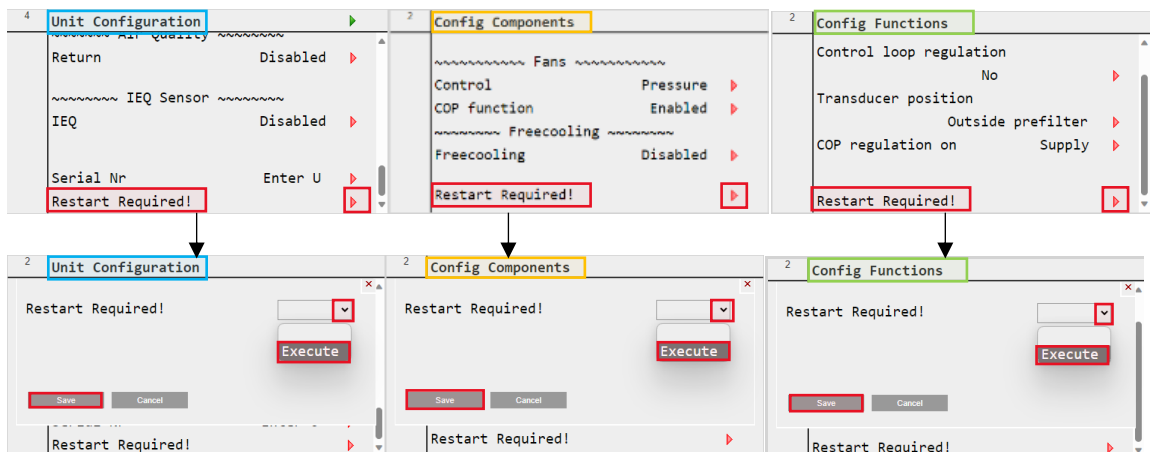 4 Unit Configuration
~~~~~~~ Air Quality ~~~~~~~~
Return Disabled
~~~~~~~~ IEQ Sensor ~~~~~~~~
IEQ Disabled
Serial Nr Enter U
Restart Required!
2 Config Components
~~~~~~~~~~~ Fans ~~~~~~~~~~~
Control Pressure
COP function Enabled
~~~~~~~~ Freecooling ~~~~~~~~
Freecooling Disabled
Restart Required!
2 Config Functions
Control loop regulation
No
Transducer position
Outside prefilter
COP regulation on Supply
Restart Required!
2 Unit Configuration
Restart Required!
Execute
Save Cancel
Restart Required!
2 Config Components
Restart Required!
Execute
Save Cancel
Restart Required!
2 Config Functions
Restart Required!
Execute
Save Cancel
Restart Required!